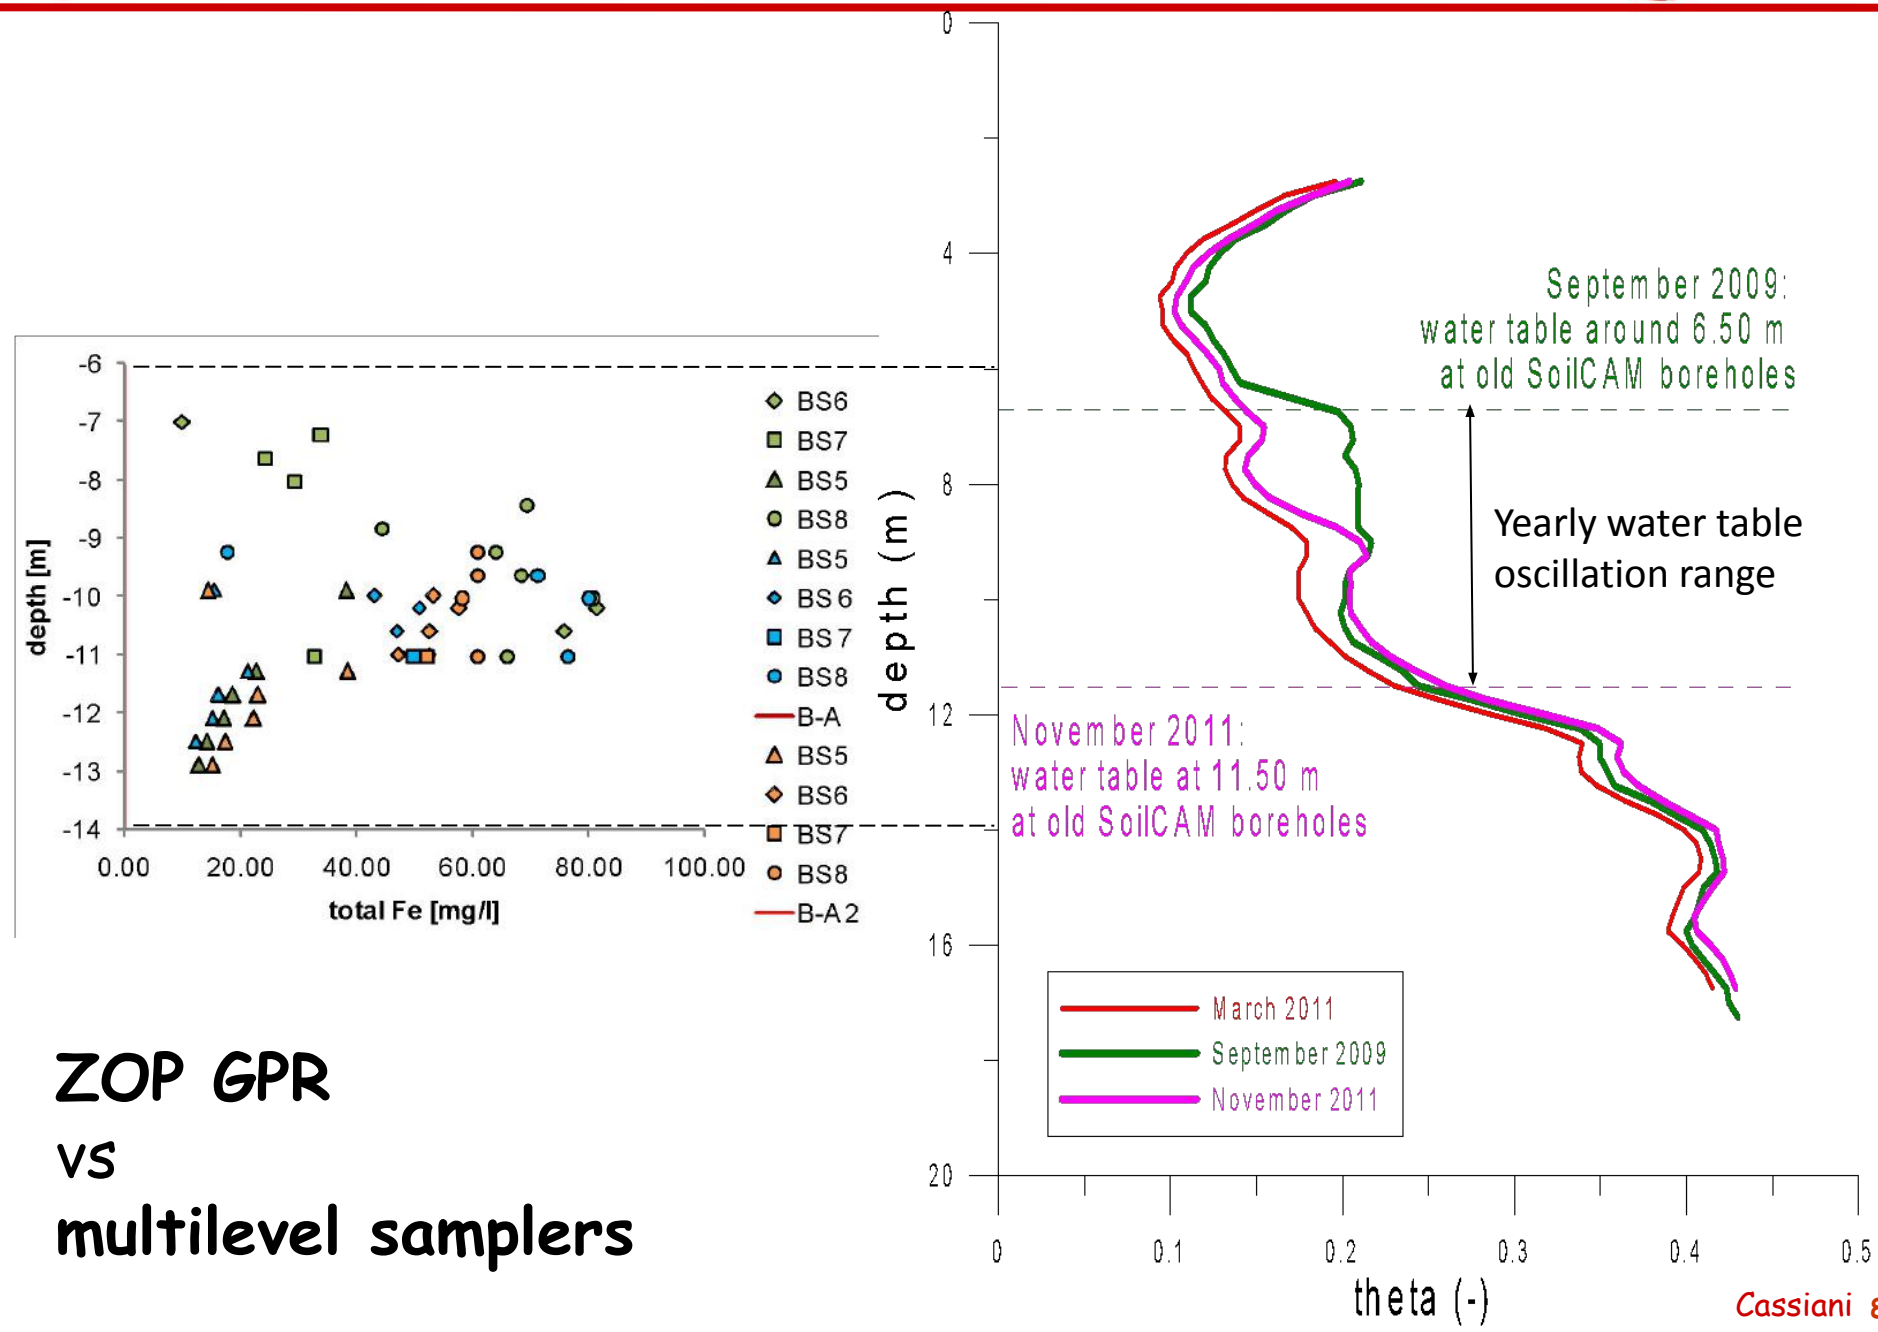 -6
-7
-8
-9
-10
-11
-12
-13
-14
depth [m]
0.00 20.00 40.00 60.00 80.00 100.00
total Fe [mg/l]
BS6
BS7
BS5
BS8
BS5
BS6
BS7
BS8
B-A
BS5
BS6
BS7
BS8
B-A2
ZOP GPR
vs
multilevel samplers
0
4
8
12
16
20
depth (m)
September 2009:
water table around 6.50 m
at old SoilCAM boreholes
Yearly water table
oscillation range
November 2011:
water table at 11.50 m
at old SoilCAM boreholes
March 2011
September 2009
November 2011
0 0.1 0.2 0.3 0.4 0.5
theta (-)
Cassiani